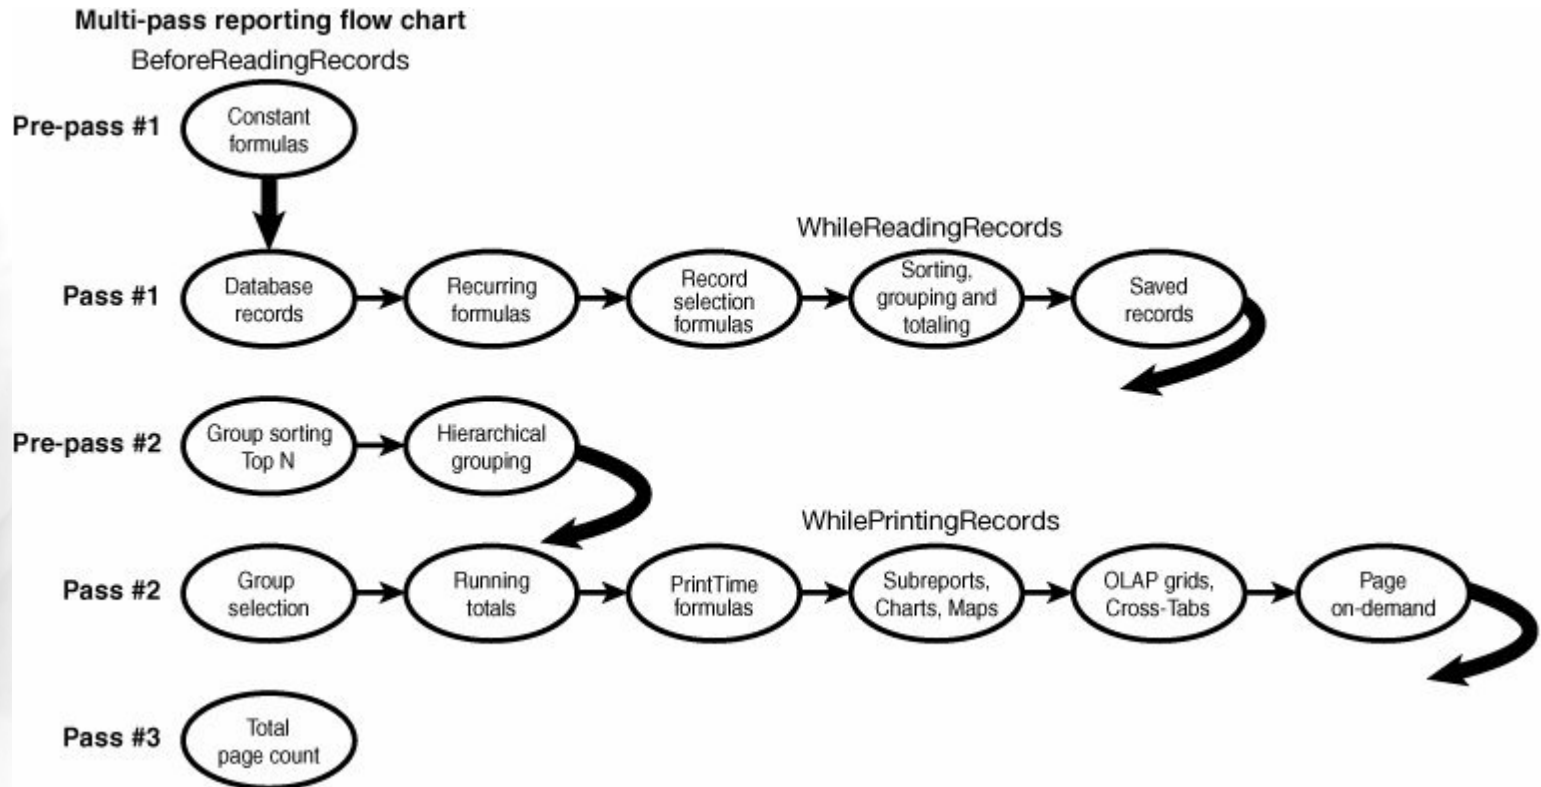 Multi-pass reporting flow chart
BeforeReadingRecords
Pre-pass #1
Constant
formulas
WhileReadingRecords
Pass #1
Database
records
Recurring
formulas
Record
selection
formulas
Sorting,
grouping and
totaling
Saved
records
Pre-pass #2
Group sorting
Top N
Hierarchical
grouping
WhilePrintingRecords
Pass #2
Group
selection
Running
totals
PrintTime
formulas
Subreports,
Charts, Maps
OLAP grids,
Cross-Tabs
Page
on-demand
Pass #3
Total
page count